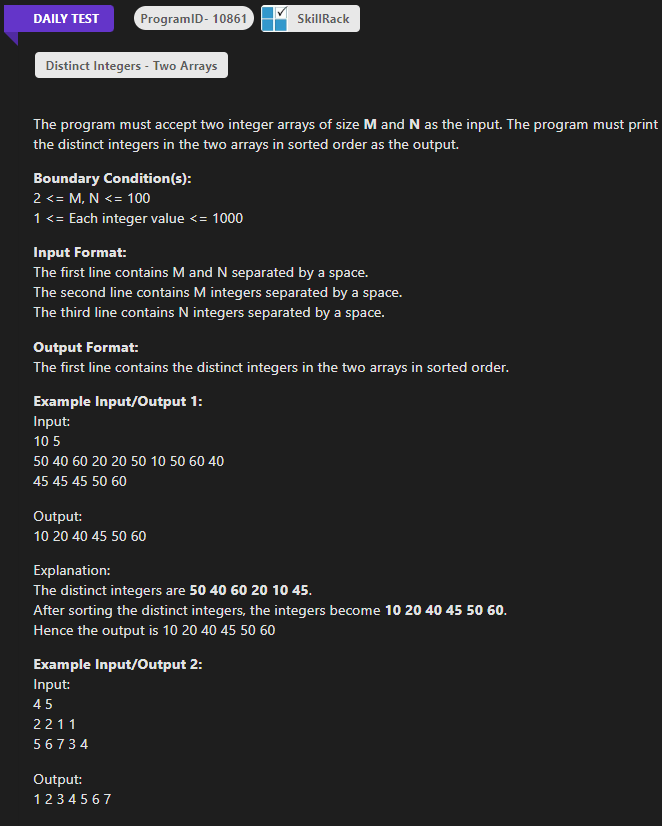 DAILY TEST
ProgramID- 10861
SkillRack
Distinct Integers - Two Arrays
The program must accept two integer arrays of size M and N as the input. The program must print
the distinct integers in the two arrays in sorted order as the output.
Boundary Condition(s):
2 <= M, N <= 100
1 <= Each integer value <= 1000
Input Format:
The first line contains M and N separated by a space.
The second line contains M integers separated by a space.
The third line contains N integers separated by a space.
Output Format:
The first line contains the distinct integers in the two arrays in sorted order.
Example Input/Output 1:
Input:
10 5
50 40 60 20 20 50 10 50 60 40
45 45 45 50 60
Output:
10 20 40 45 50 60
Explanation:
The distinct integers are 50 40 60 20 10 45.
After sorting the distinct integers, the integers become 10 20 40 45 50 60.
Hence the output is 10 20 40 45 50 60
Example Input/Output 2:
Input:
4 5
2 2 1 1
5 6 7 3 4
Output:
1 2 3 4 5 6 7